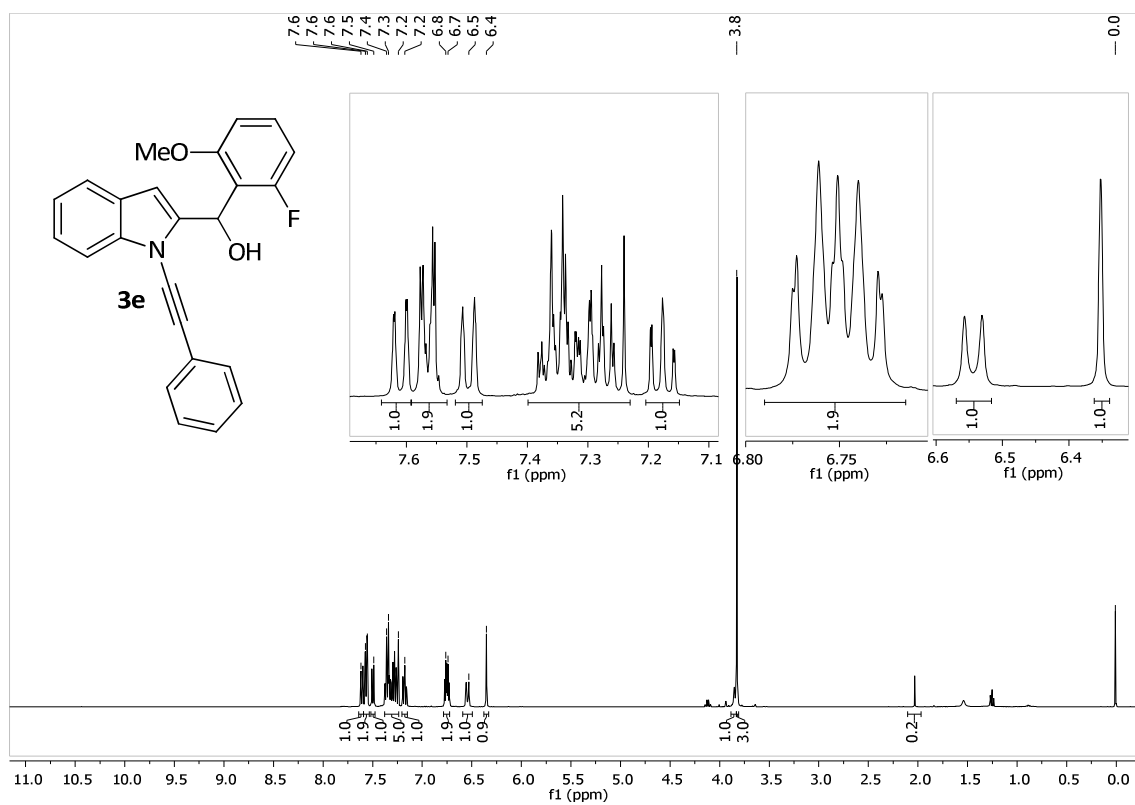 7.6 7.6 7.6 7.5 7.4 7.3 7.2 7.2 6.8 6.7 6.5 6.4 3.8 0.0
MeO
F
OH
N
3e
1.0 1.9 1.0 5.2 1.0
7.6 7.5 7.4 7.3 7.2 7.1
f1 (ppm)
1.9
6.80 6.75
f1 (ppm)
1.0 1.0
6.6 6.5 6.4
f1 (ppm)
1.0 1.9 1.0 5.0 1.0 1.9 1.0 0.9 1.0 3.0 0.2
11.0 10.5 10.0 9.5 9.0 8.5 8.0 7.5 7.0 6.5 6.0 5.5 5.0 4.5 4.0 3.5 3.0 2.5 2.0 1.5 1.0 0.5 0.0
f1 (ppm)